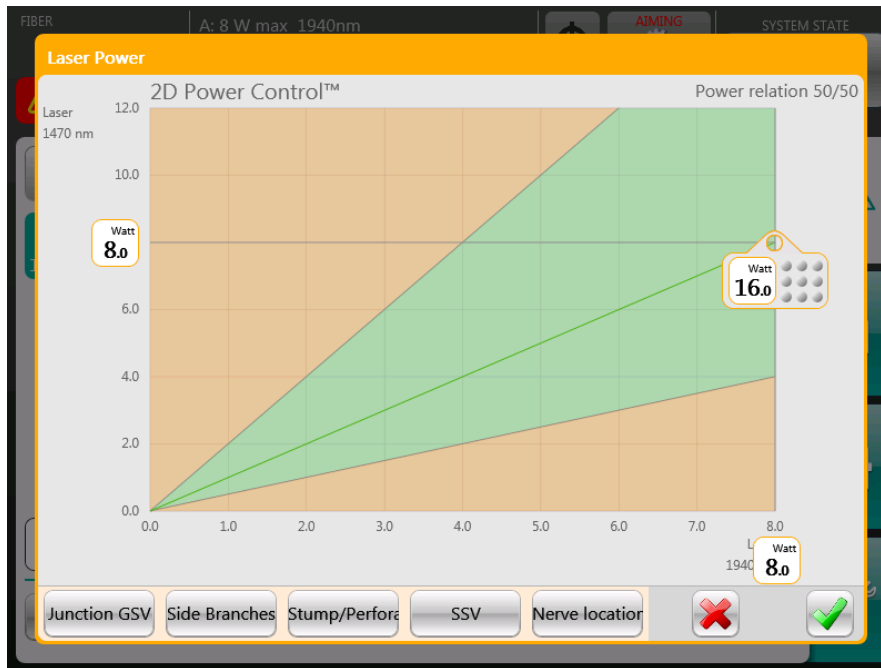 FIBER
A: 8 W max 1940nm
AIMING
SYSTEM STATE
Laser Power
2D Power Control™
Power relation 50/50
Laser
1470 nm
12.0
10.0
Watt
8.0
6.0
4.0
2.0
0.0
Watt
16.0
0.0 1.0 2.0 3.0 4.0 5.0 6.0 7.0 8.0
1940
Watt
8.0
Junction GSV
Side Branches
Stump/Perfora
SSV
Nerve location